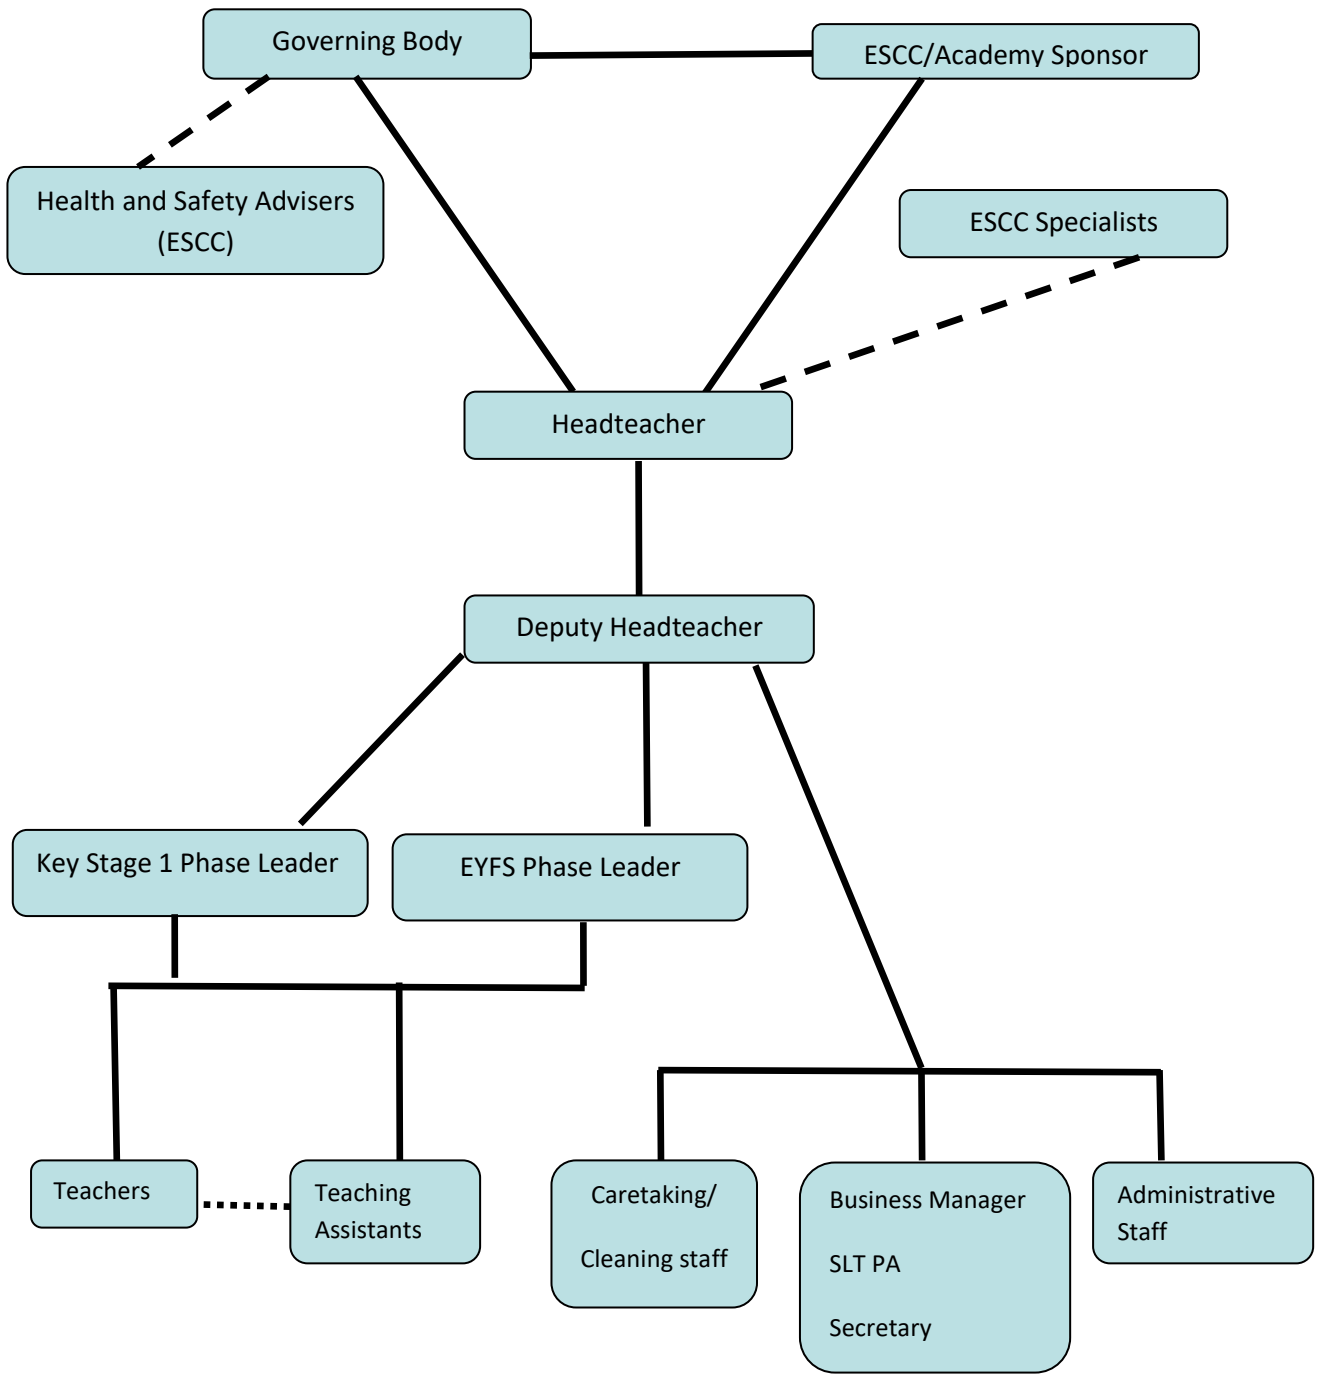 Governing Body
ESCC/Academy Sponsor
Health and Safety Advisers
(ESCC)
ESCC Specialists
Headteacher
Deputy Headteacher
Key Stage 1 Phase Leader
EYFS Phase Leader
Teachers
Teaching
Assistants
Caretaking/
Cleaning staff
Business Manager
SLT PA
Secretary
Administrative
Staff